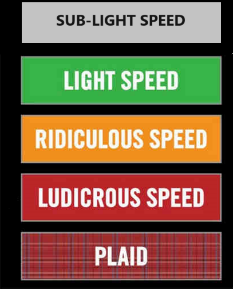 SUB-LIGHT SPEED
LIGHT SPEED
RIDICULOUS SPEED
LUDICROUS SPEED
PLAID